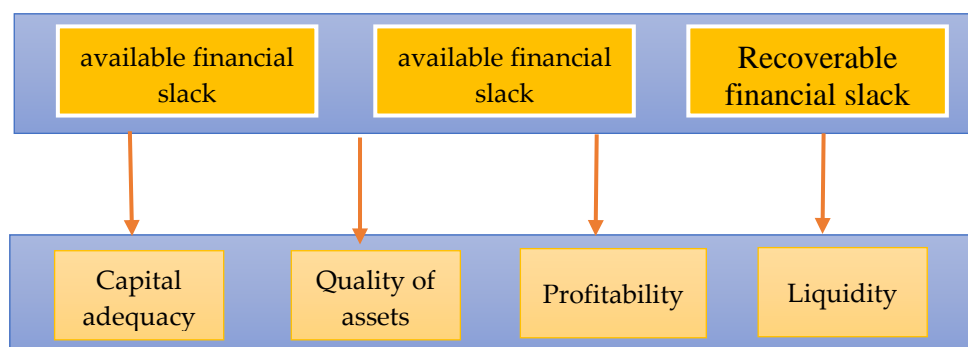 available financial
slack
available financial
slack
Recoverable
financial slack
Capital
adequacy
Quality of
assets
Profitability
Liquidity